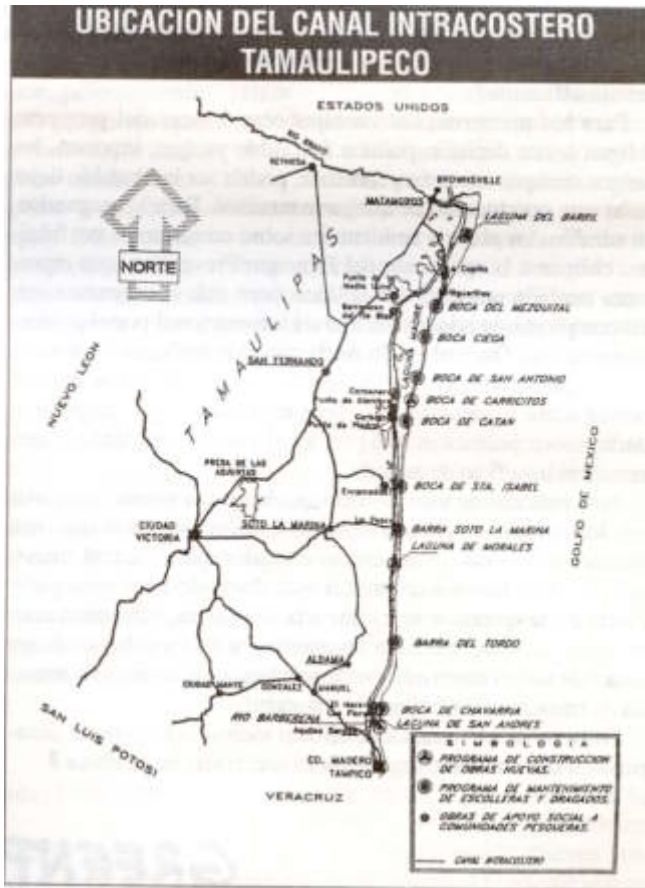 UBICACION DEL CANAL INTRACOSTERO
TAMAULIPECO
ESTADOS UNIDOS
RIO BRAVO
REYNOSA
BROWNSVILLE
MATAMOROS
LAGUNA DEL BARRIL
NORTE
BOCA DEL MEZQUITAL
LAGUNA MADRE
BOCA CIEGA
TAMAULIPAS
NUEVO LEON
SAN FERNANDO
BOCA DE SAN ANTONIO
BOCA DE CARRICITOS
BOCA DE CATAN
GOLFO DE MEXICO
PRESA DE LAS
ADJUNTAS
BOCA DE STA. ISABEL
CIUDAD
VICTORIA
SOTO LA MARINA
La Pesca
BARRA SOTO LA MARINA
LAGUNA DE MORALES
BARRA DEL TORDO
ALDAMA
CIUDAD MANTE
GONZALEZ
MANUEL
BOCA DE CHAVARRIA
RIO BARBERENA
LAGUNA DE SAN ANDRES
SAN LUIS POTOSI
CD. MADERO
TAMPICO
VERACRUZ
SIMBOLOGIA
PROGRAMA DE CONSTRUCCION
DE OBRAS NUEVAS.
PROGRAMA DE MANTENIMIENTO
DE ESCOLLERAS Y DRAGADOS.
OBRAS DE APOYO SOCIAL A
COMUNIDADES PESQUERAS.
CANAL INTRACOSTERO